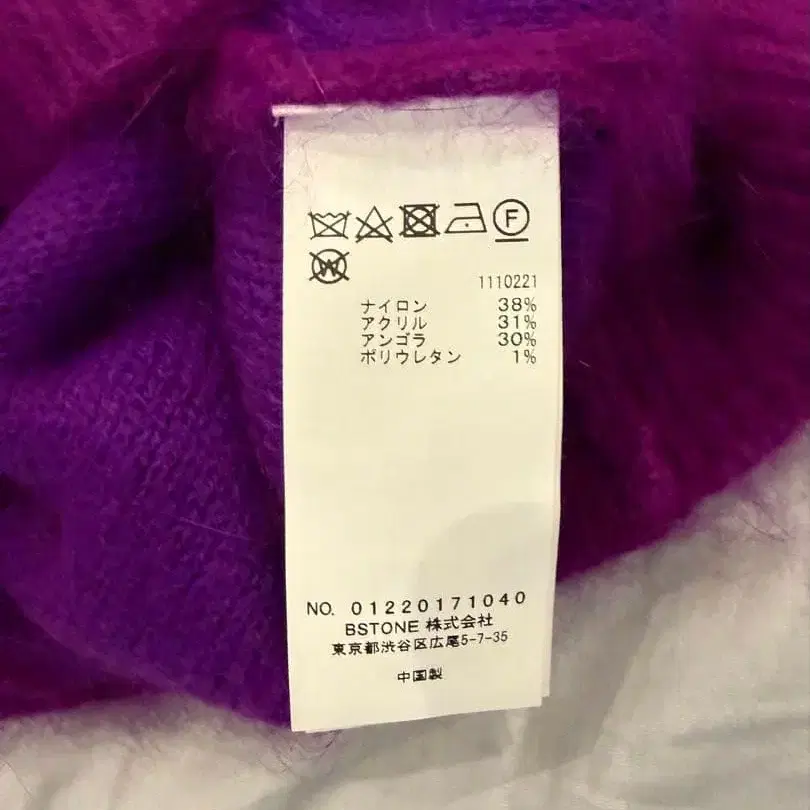 F
W
1110221
ナイロン 38%
アクリル 31%
アンゴラ 30%
ポリウレタン 1%
NO. 01220171040
BSTONE 株式会社
東京都渋谷区広尾5-7-35
中国製